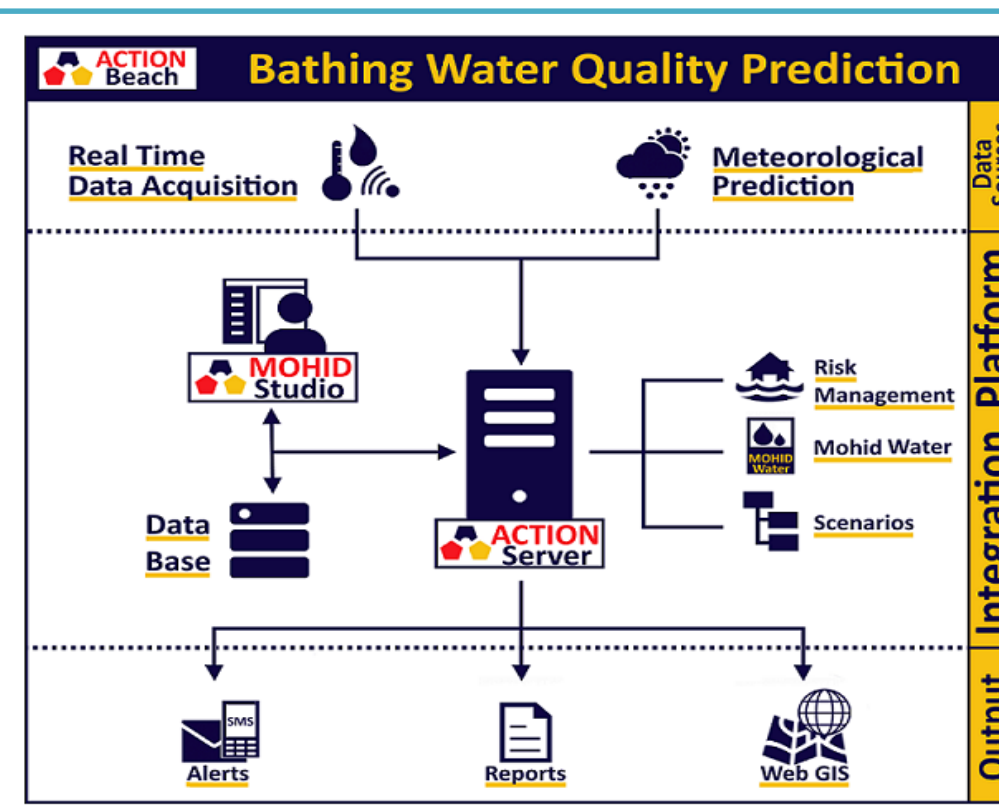 ACTION
Beach
Bathing Water Quality Prediction
Real Time
Data Acquisition
Meteorological
Prediction
Data
MOHID
Studio
Risk
Management
MOHID
Water
Mohid Water
Scenarios
Data
Base
ACTION
Server
Integration Platform
SMS
Alerts
Reports
Web GIS
Output